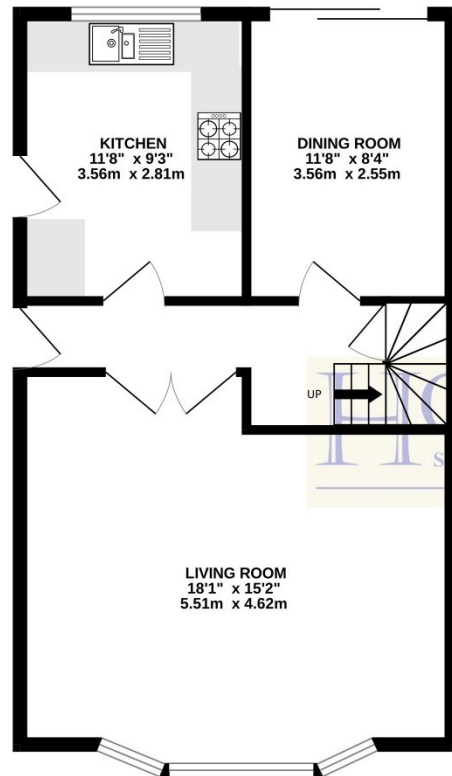 KITCHEN
11'8" x 9'3"
3.56m x 2.81m
DINING ROOM
11'8" x 8'4"
3.56m x 2.55m
UP
LIVING ROOM
18'1" x 15'2"
5.51m x 4.62m